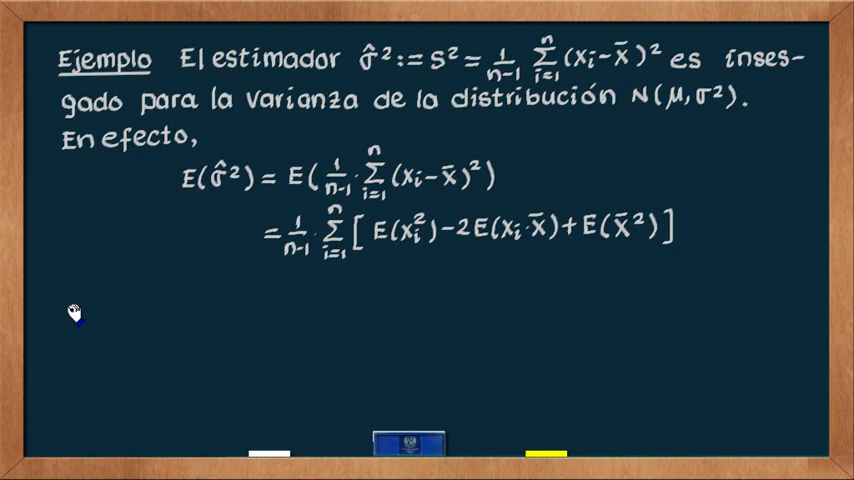 Ejemplo El estimador σ̂²:=S²= 1/(n-1) Σ_{i=1}^{n} (Xi-X̄)² es inses-
gado para la varianza de la distribución N(μ,σ²).
En efecto,
E(σ̂²) = E( 1/(n-1) · Σ_{i=1}^{n} (Xi-X̄)²)
= 1/(n-1) · Σ_{i=1}^{n} [ E(Xi²) - 2E(Xi·X̄) + E(X̄²) ]